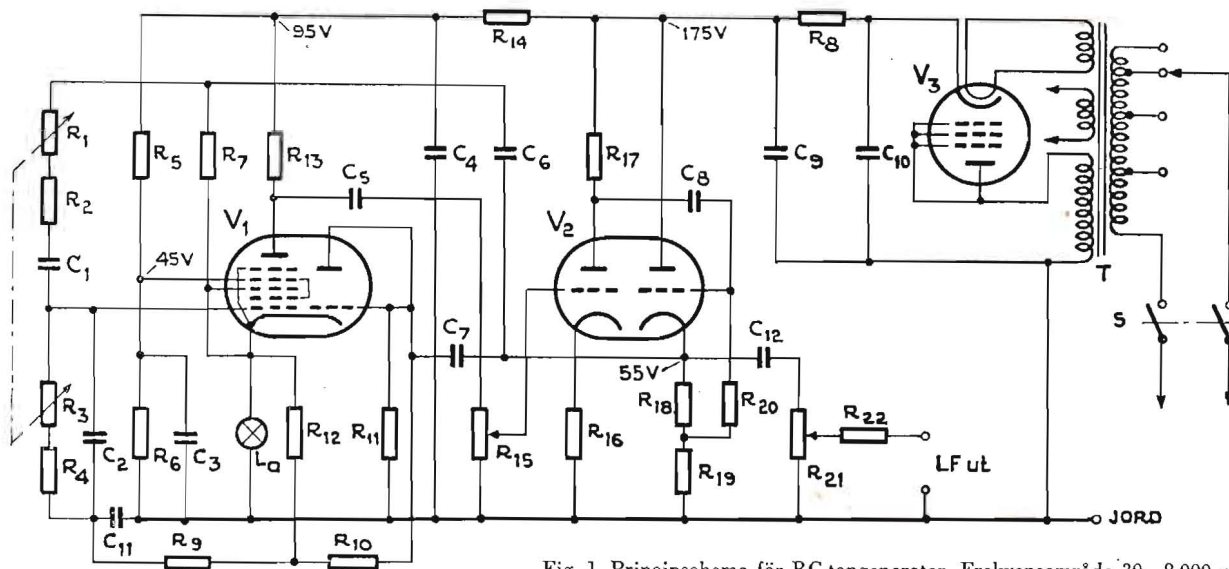 95V
R14
175V
R8
R1
R5
R7
R13
C4
C6
R17
C9
C10
V3
R2
C5
C8
V1
V2
C1
45V
T
C7
C12
S
55V
R3
R18
R20
R22
R4
C2
R6
C3
La
R12
R11
R15
R16
R19
R21
LF ut
C11
JORD
R9
R10
Fig. 1. Principschema för RC-tongenerator. Frekvensområde 30—8 000